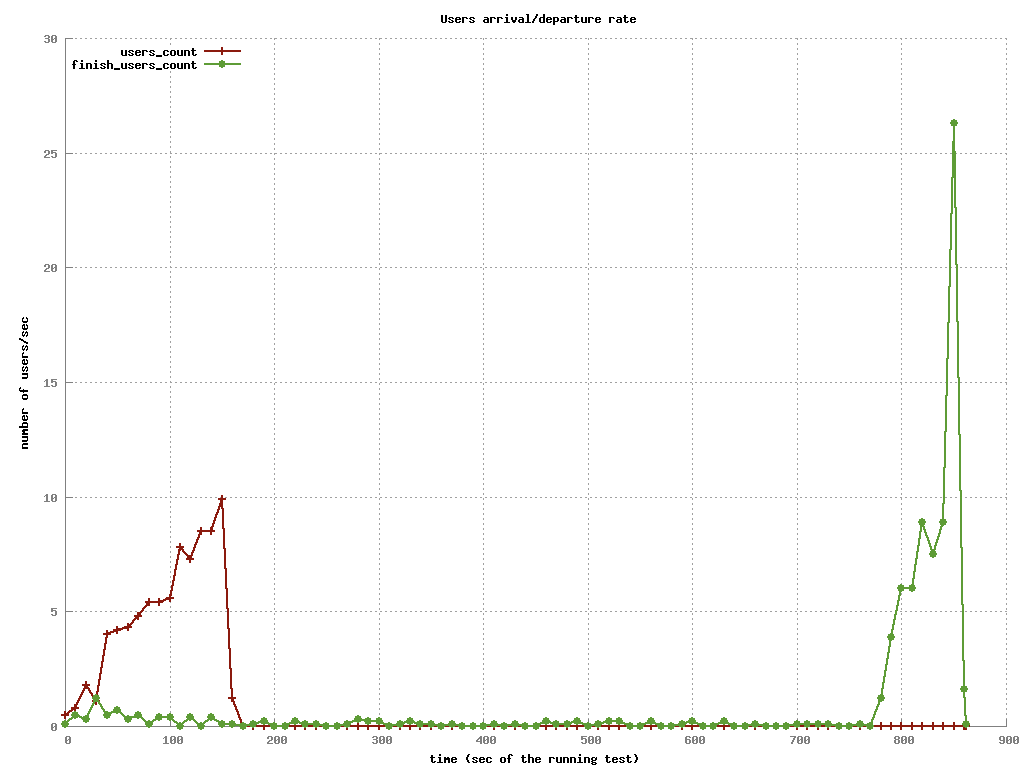 Users arrival/departure rate
30
users_count
finish_users_count
25
20
15
10
5
0
number of users/sec
0 100 200 300 400 500 600 700 800 900
time (sec of the running test)